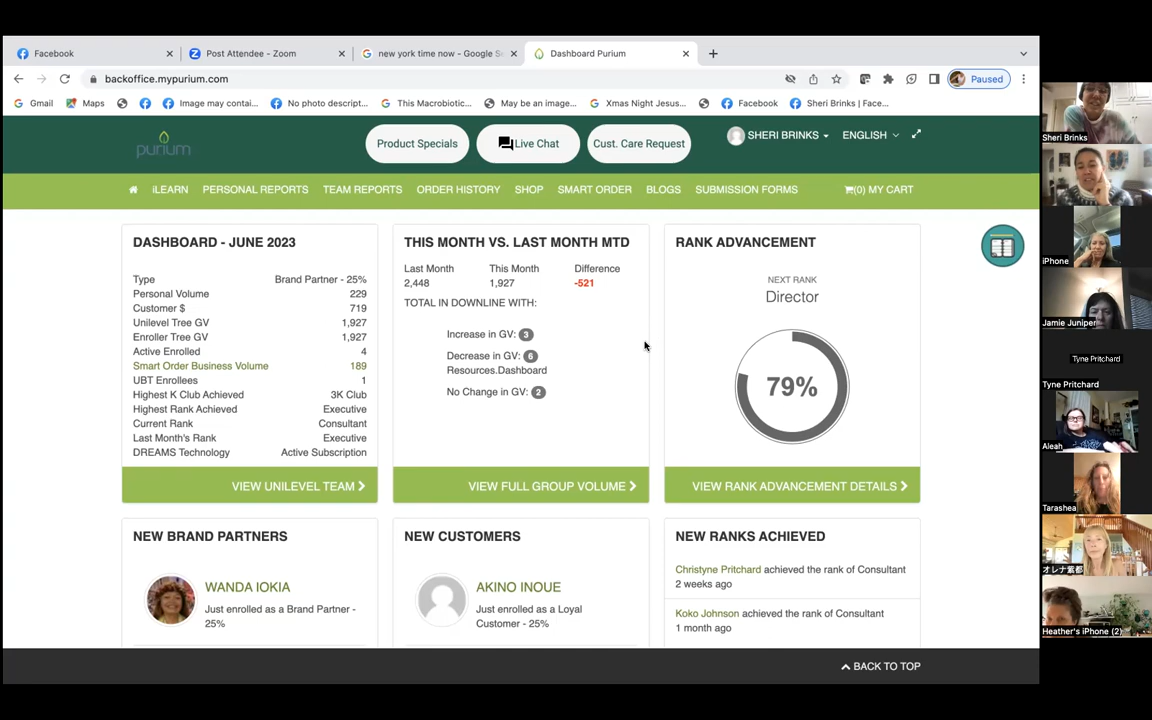 Facebook
Post Attendee - Zoom
new york time now - Google S
Dashboard Purium
backoffice.mypurium.com
Paused
Gmail
Maps
Image may contai...
No photo descript...
This Macrobiotic...
May be an image...
Xmas Night Jesus...
Facebook
Sheri Brinks | Face...
purium
Product Specials
Live Chat
Cust. Care Request
SHERI BRINKS
ENGLISH
iLEARN
PERSONAL REPORTS
TEAM REPORTS
ORDER HISTORY
SHOP
SMART ORDER
BLOGS
SUBMISSION FORMS
(0) MY CART
DASHBOARD - JUNE 2023
Type Brand Partner - 25%
Personal Volume 229
Customer $ 719
Unilevel Tree GV 1,927
Enroller Tree GV 1,927
Active Enrolled 4
Smart Order Business Volume 189
UBT Enrollees 1
Highest K Club Achieved 3K Club
Highest Rank Achieved Executive
Current Rank Consultant
Last Month's Rank Executive
DREAMS Technology Active Subscription
VIEW UNILEVEL TEAM
THIS MONTH VS. LAST MONTH MTD
Last Month This Month Difference
2,448 1,927 -521
TOTAL IN DOWNLINE WITH:
Increase in GV: 3
Decrease in GV: 6
Resources.Dashboard
No Change in GV: 2
VIEW FULL GROUP VOLUME
RANK ADVANCEMENT
NEXT RANK
Director
79%
VIEW RANK ADVANCEMENT DETAILS
NEW BRAND PARTNERS
WANDA IOKIA
Just enrolled as a Brand Partner -
25%
NEW CUSTOMERS
AKINO INOUE
Just enrolled as a Loyal
Customer - 25%
NEW RANKS ACHIEVED
Christyne Pritchard achieved the rank of Consultant
2 weeks ago
Koko Johnson achieved the rank of Consultant
1 month ago
BACK TO TOP
Sheri Brinks
iPhone
Jamie Juniper
Tyne Pritchard
Tyne Pritchard
Aleah
Tarashea
オレナ紫都
Heather's iPhone (2)